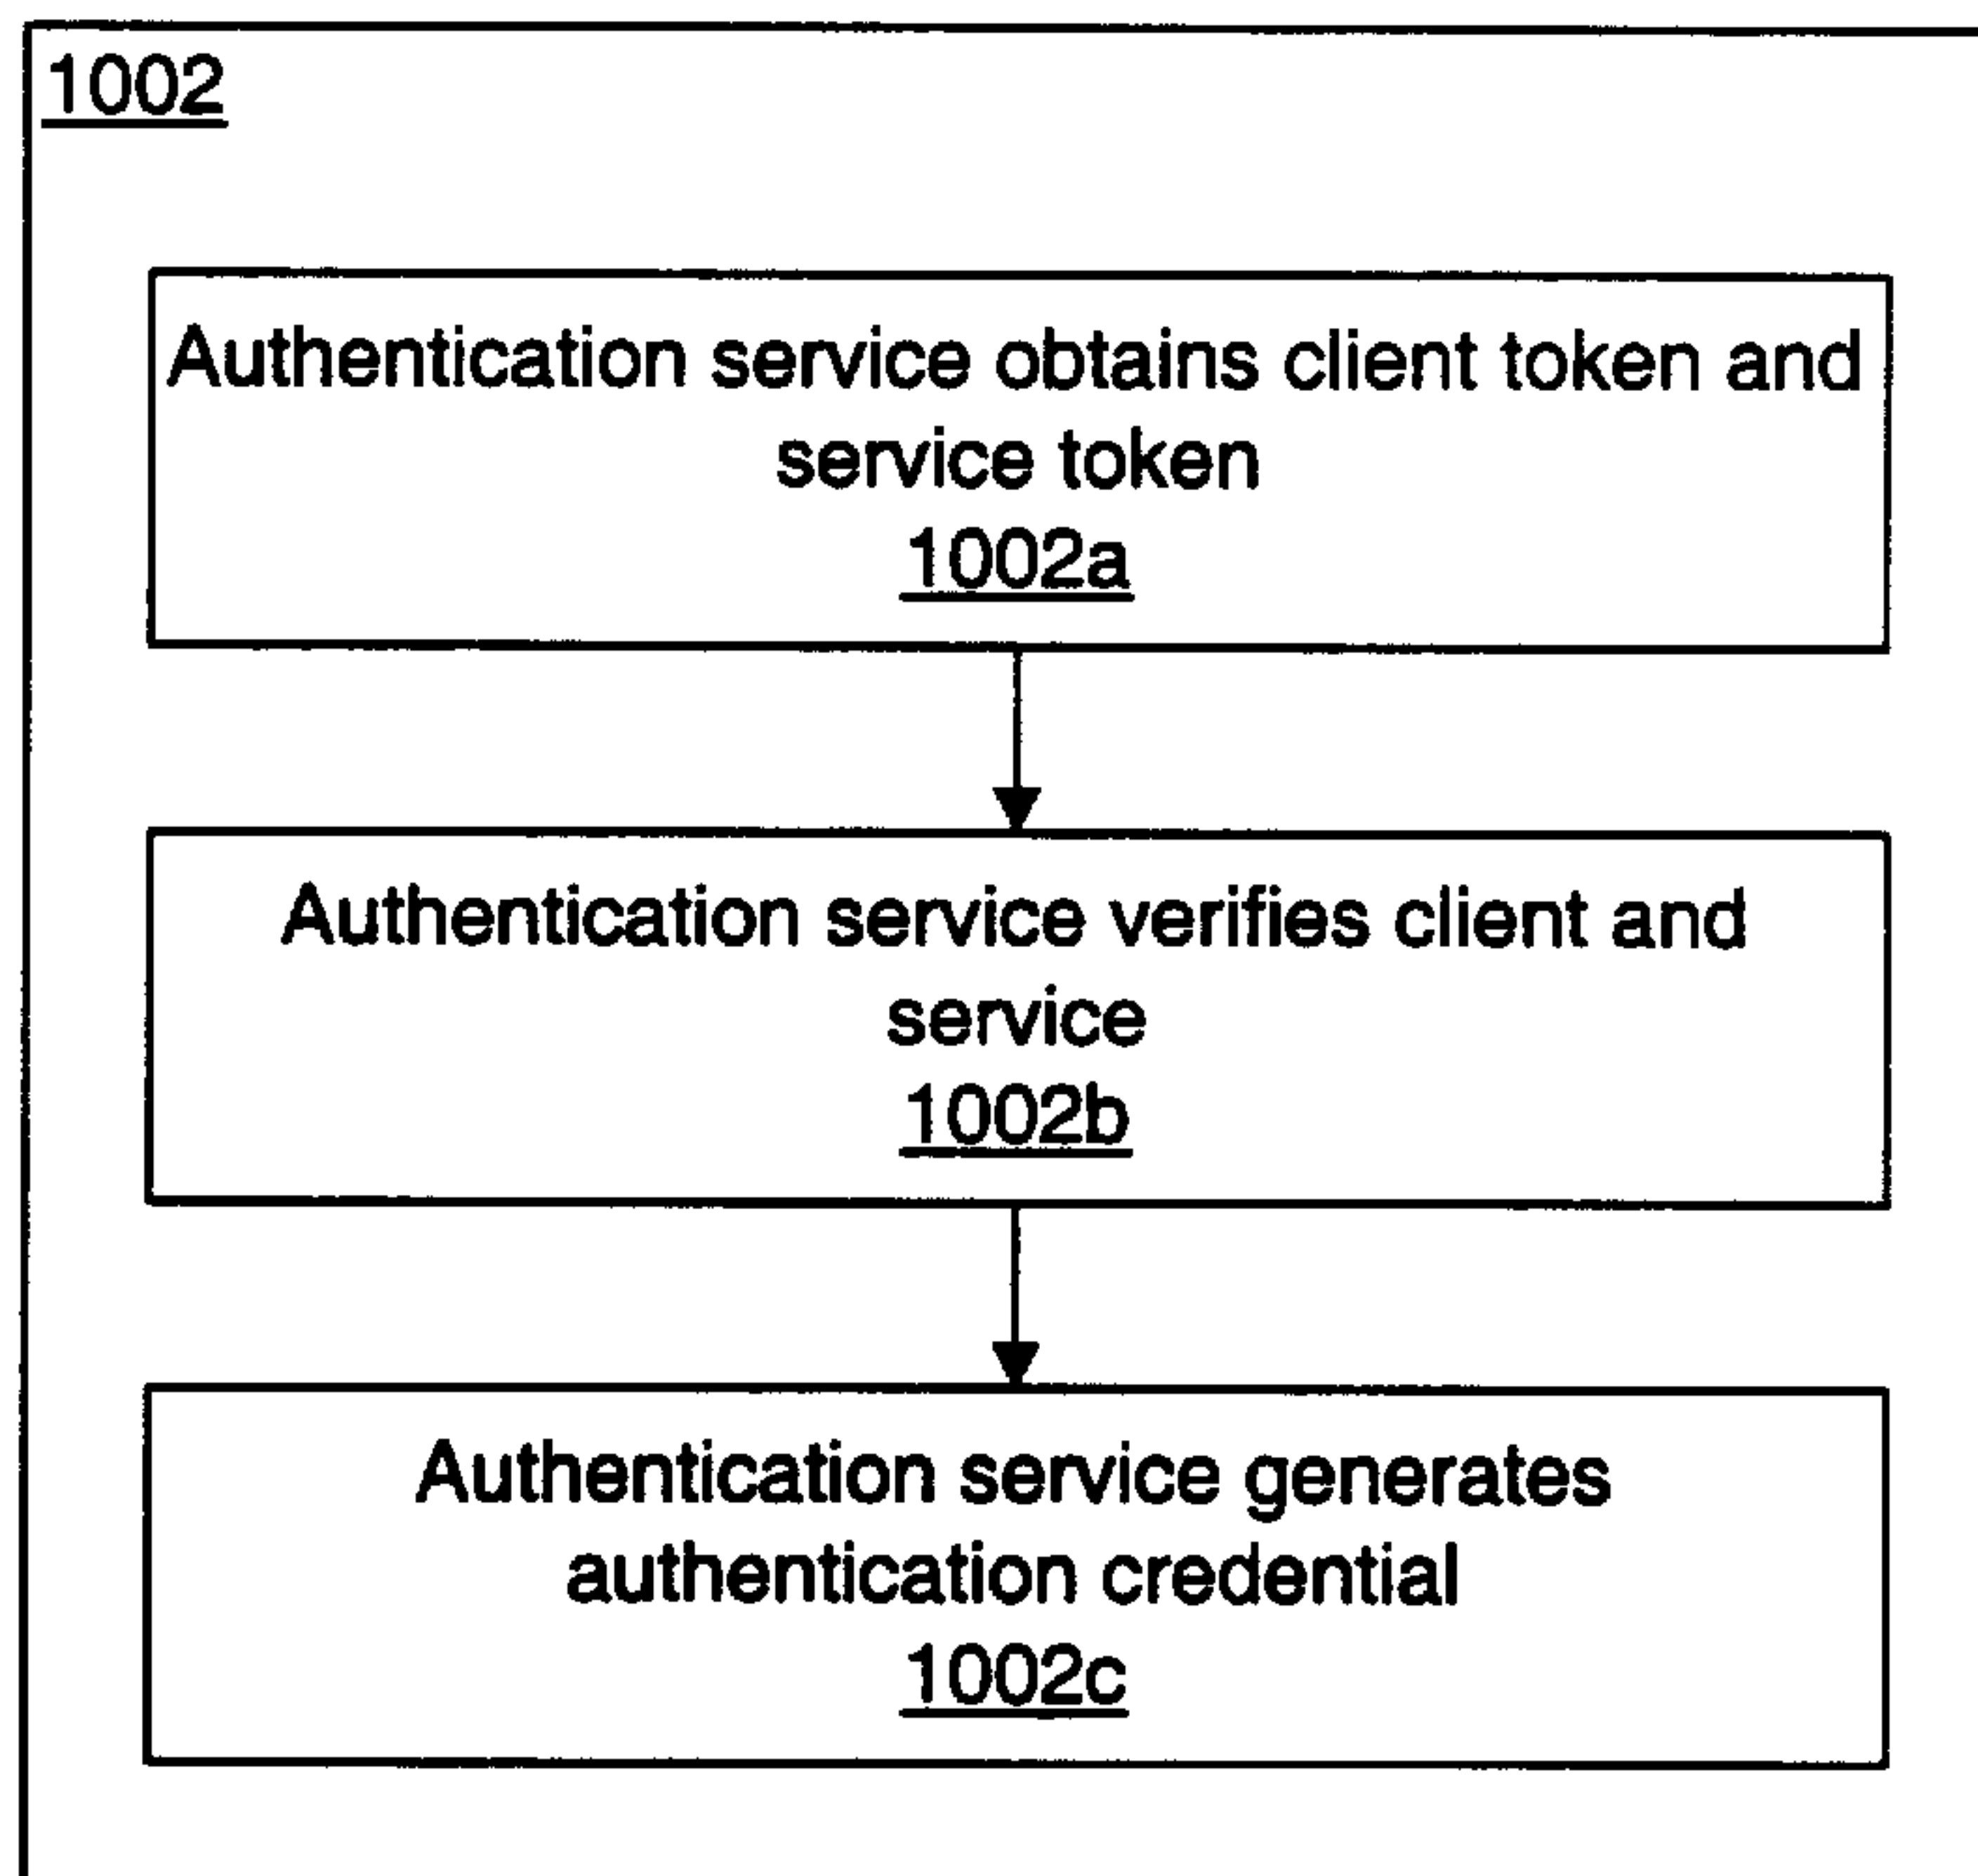 1002
Authentication service obtains client token and
service token
1002a
Authentication service verifies client and
service
1002b
Authentication service generates
authentication credential
1002c